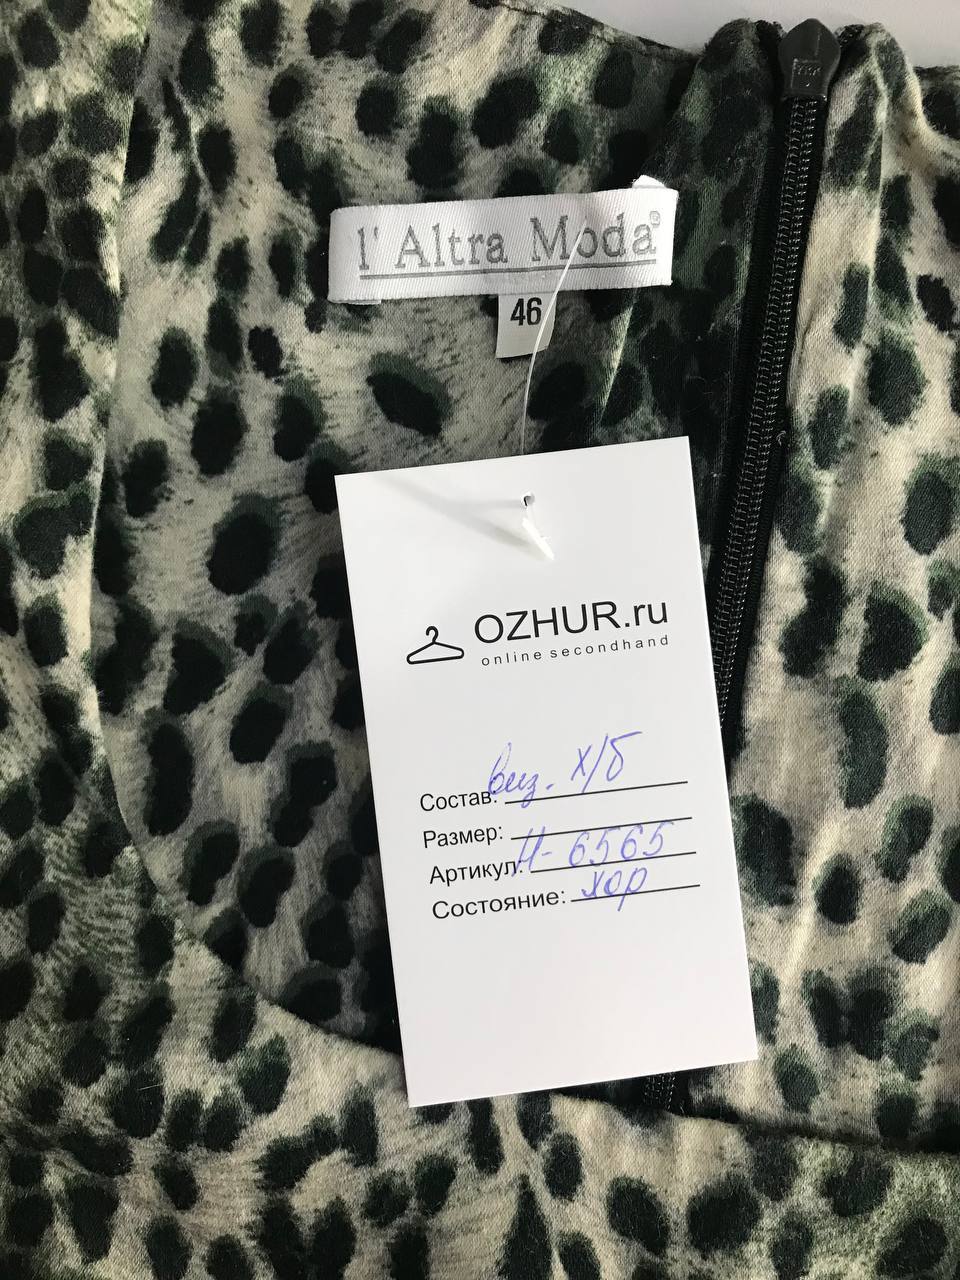 l' Altra Moda®
46
OZHUR.ru
online secondhand
Состав: виз. х/б
Размер:
Артикул: Н-6565
Состояние: хор